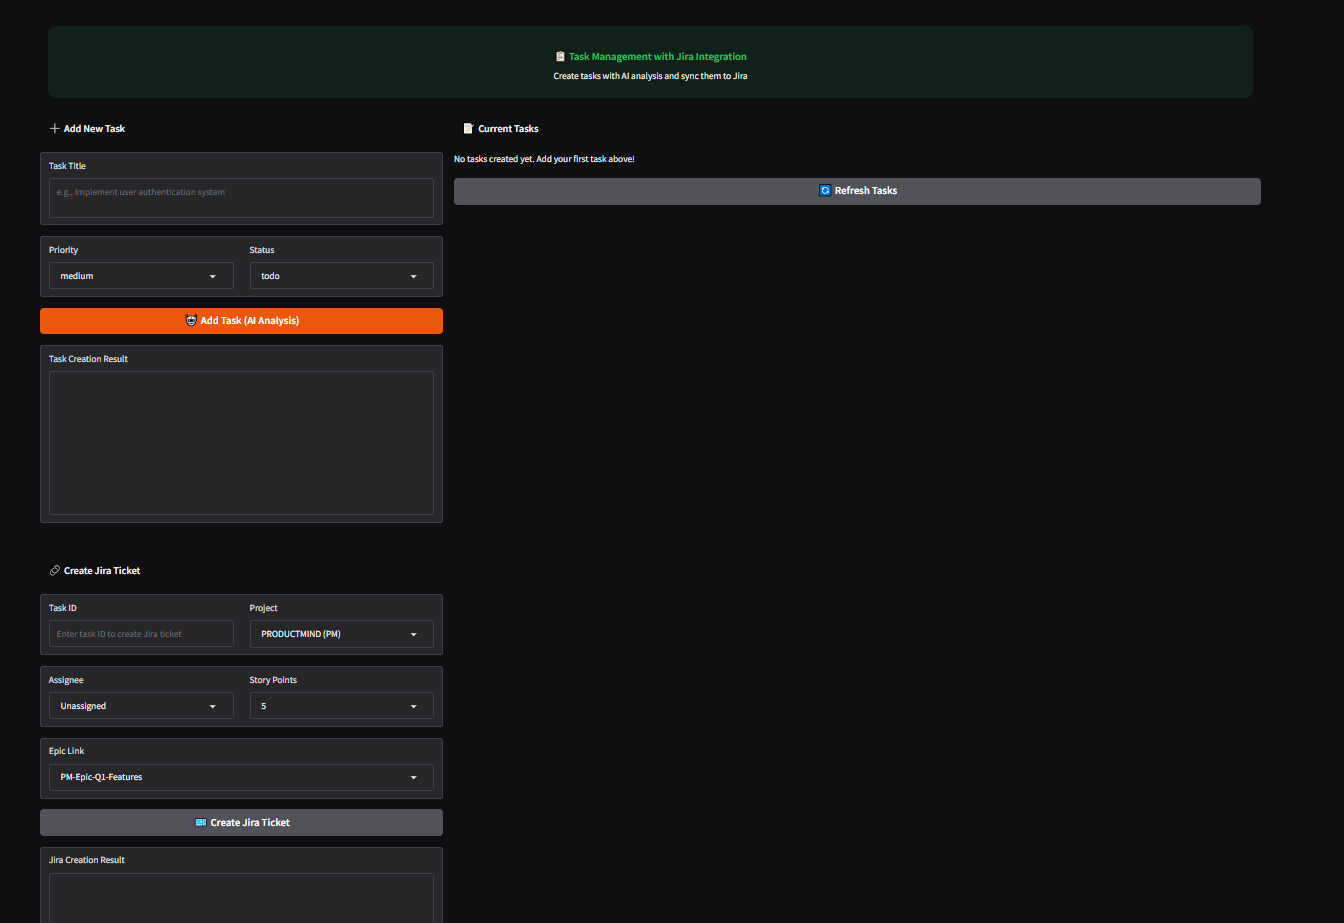 Task Management with Jira Integration
Create tasks with AI analysis and sync them to Jira
Add New Task
Task Title
e.g., Implement user authentication system
Priority
Status
medium
todo
Add Task (AI Analysis)
Task Creation Result
Create Jira Ticket
Task ID
Project
Enter task ID to create Jira ticket
PRODUCTMIND (PM)
Assignee
Story Points
Unassigned
5
Epic Link
PM-Epic-Q1-Features
Create Jira Ticket
Jira Creation Result
Current Tasks
No tasks created yet. Add your first task above!
Refresh Tasks